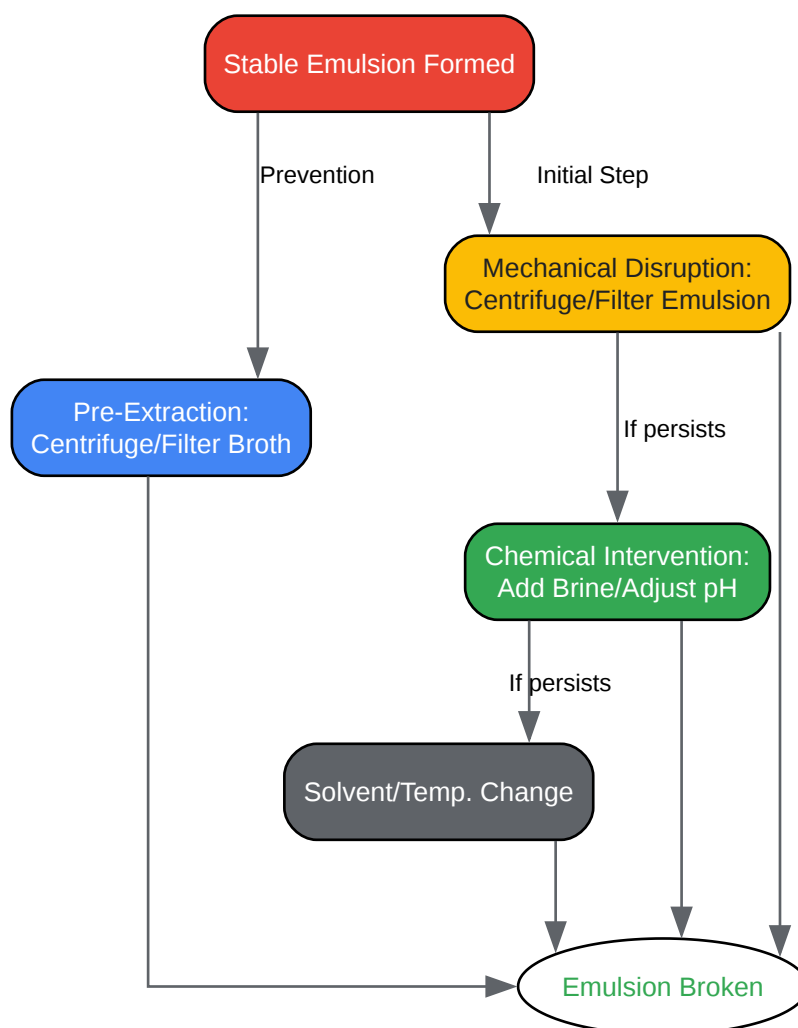 Stable Emulsion Formed
Prevention
Initial Step
Mechanical Disruption:
Centrifuge/Filter Emulsion
Pre-Extraction:
Centrifuge/Filter Broth
If persists
Chemical Intervention:
Add Brine/Adjust pH
If persists
Solvent/Temp. Change
Emulsion Broken